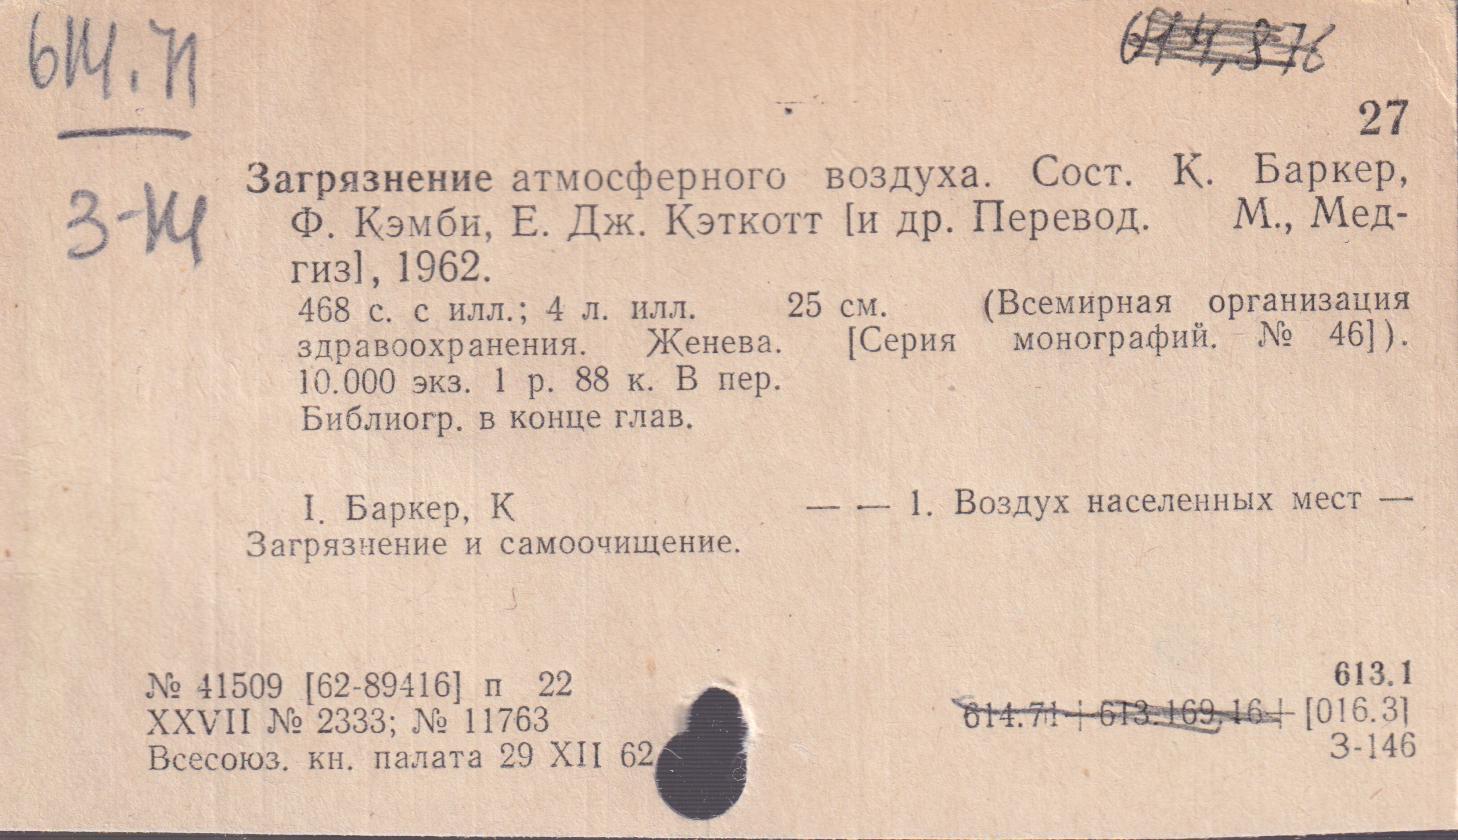 614.71
614,876
27
З-14
Загрязнение атмосферного воздуха. Сост. К. Баркер,
Ф. Кэмби, Е. Дж. Кэткотт [и др. Перевод. М., Мед-
гиз], 1962.
468 с. с илл.; 4 л. илл. 25 см. (Всемирная организация
здравоохранения. Женева. [Серия монографий. № 46]).
10.000 экз. 1 р. 88 к. В пер.
Библиогр. в конце глав.
I. Баркер, К — — 1. Воздух населенных мест —
Загрязнение и самоочищение.
№ 41509 [62-89416] п 22
613.1
XXVII № 2333; № 11763
614.71+613.169,16+[016.3]
Всесоюз. кн. палата 29 XII 62
З-146